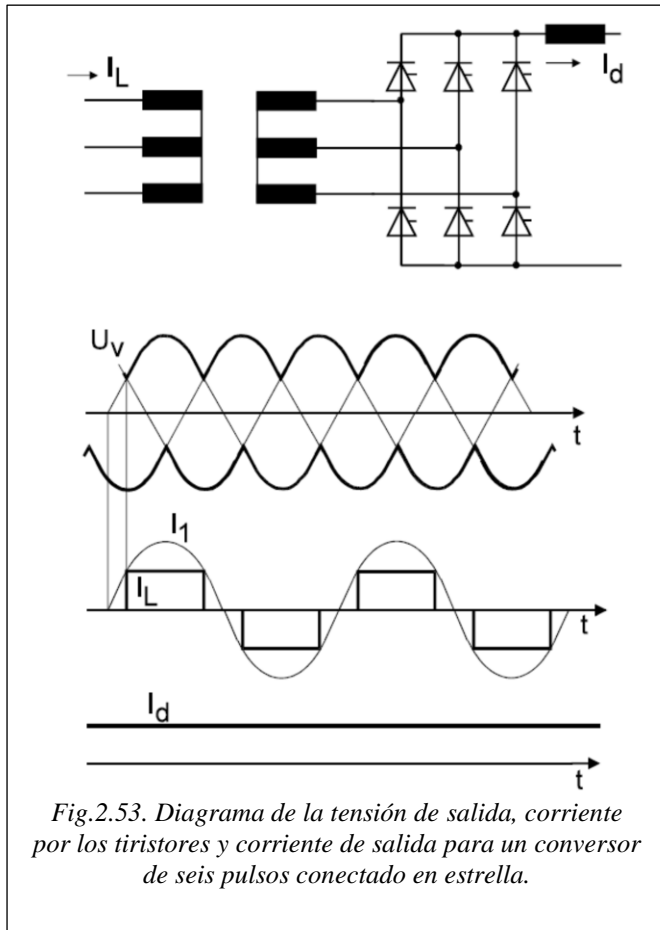 I_L
I_d
U_v
t
I_1
I_L
t
I_d
t
Fig.2.53. Diagrama de la tensión de salida, corriente
por los tiristores y corriente de salida para un conversor
de seis pulsos conectado en estrella.